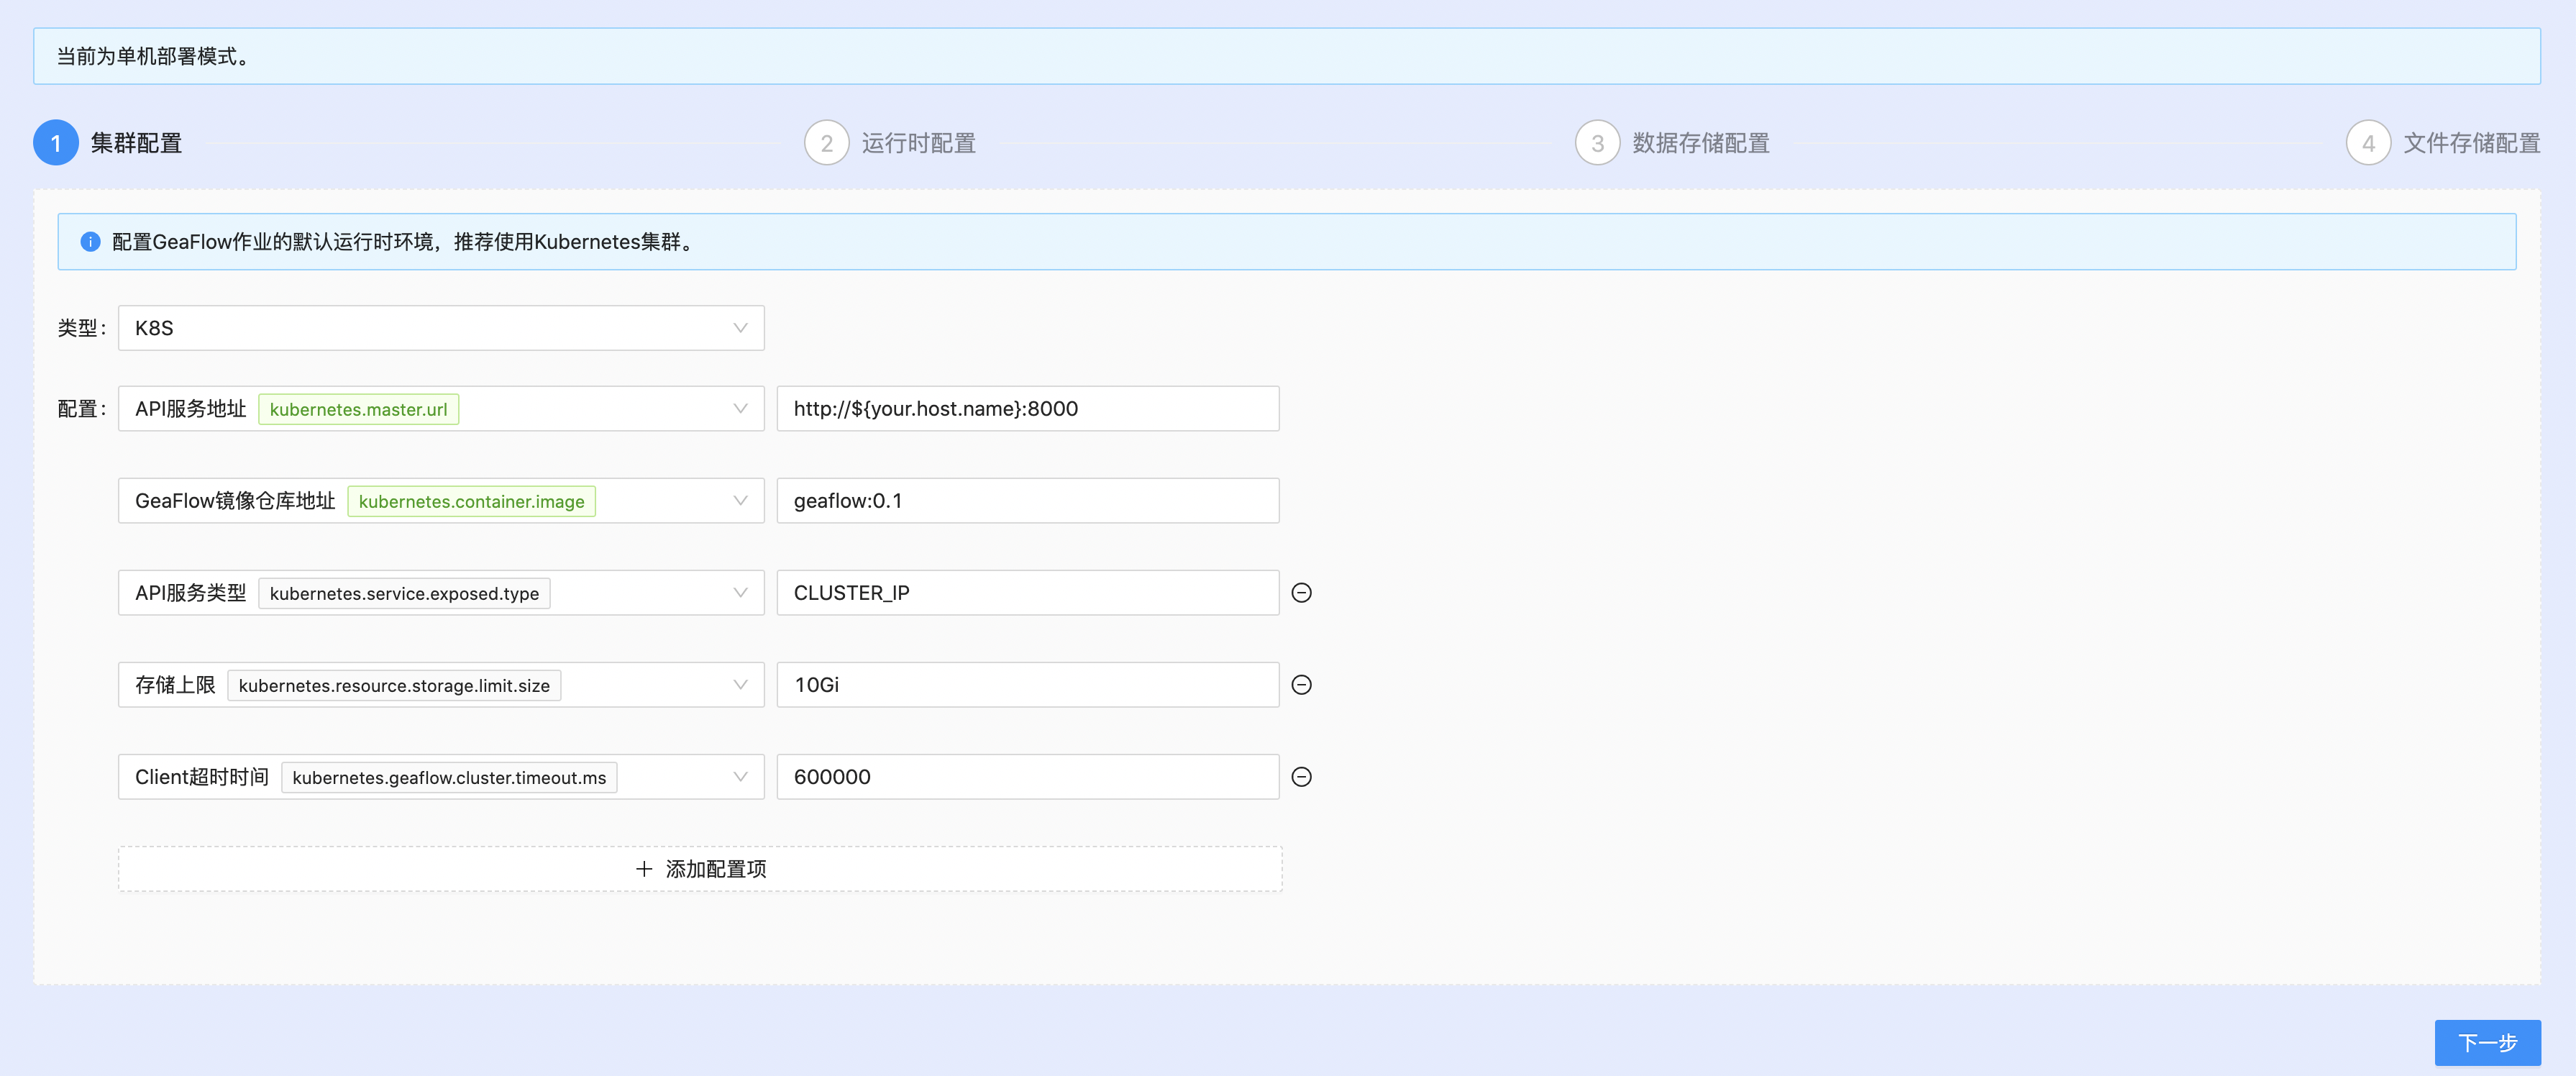 当前为单机部署模式。
1 集群配置 2 运行时配置 3 数据存储配置 4 文件存储配置
配置GeaFlow作业的默认运行时环境，推荐使用Kubernetes集群。
类型： K8S
配置： API服务地址 kubernetes.master.url http://${your.host.name}:8000
GeaFlow镜像仓库地址 kubernetes.container.image geaflow:0.1
API服务类型 kubernetes.service.exposed.type CLUSTER_IP
存储上限 kubernetes.resource.storage.limit.size 10Gi
Client超时时间 kubernetes.geaflow.cluster.timeout.ms 600000
+ 添加配置项
下一步